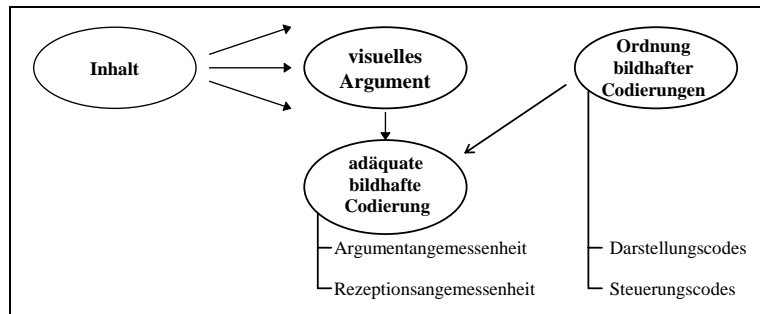 Inhalt
visuelles
Argument
Ordnung
bildhafter
Codierungen
adäquate
bildhafte
Codierung
Argumentangemessenheit
Rezeptionsangemessenheit
Darstellungscodes
Steuerungscodes